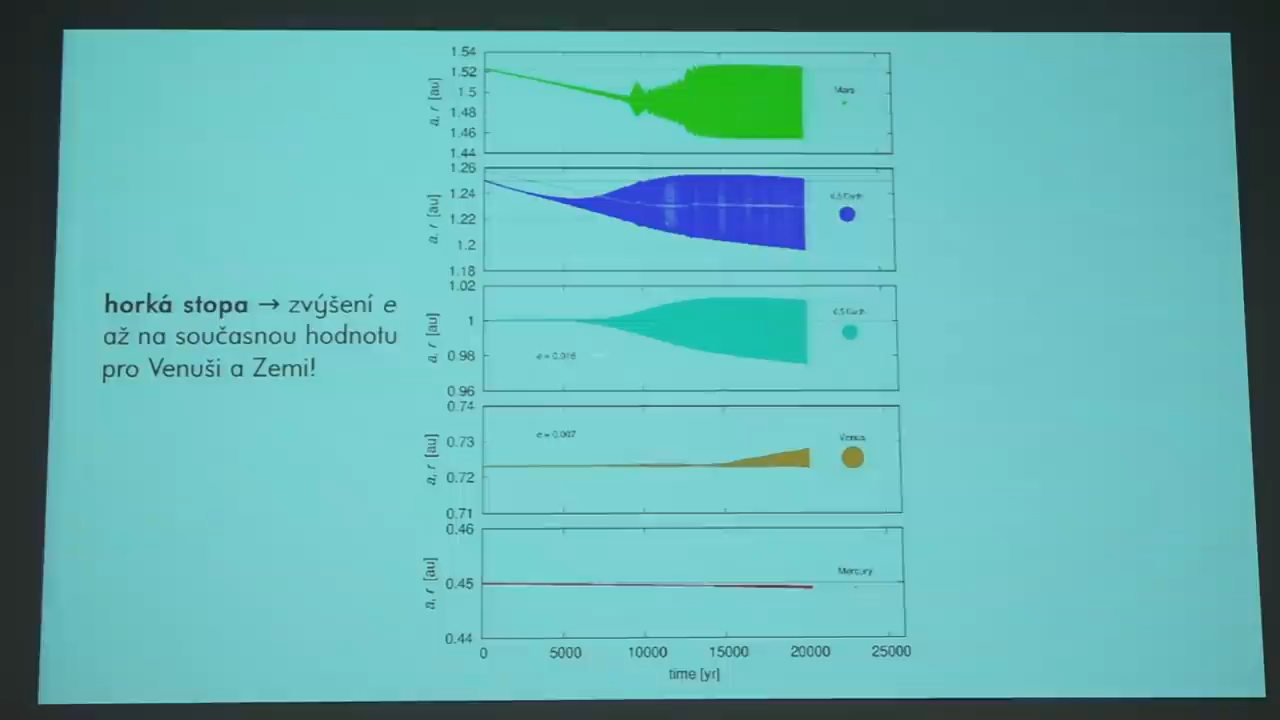 horká stopa → zvýšení e
až na současnou hodnotu
pro Venuši a Zemi!
1.54
1.52
1.5
1.48
1.46
1.44
a, r [au]
Mars
1.26
1.24
1.22
1.2
1.18
a, r [au]
1.02
1
0.98
0.96
a, r [au]
e = 0.016
0.74
0.73
0.72
0.71
a, r [au]
e = 0.007
Venus
0.46
0.45
0.44
a, r [au]
Mercury
0 5000 10000 15000 20000 25000
time [yr]